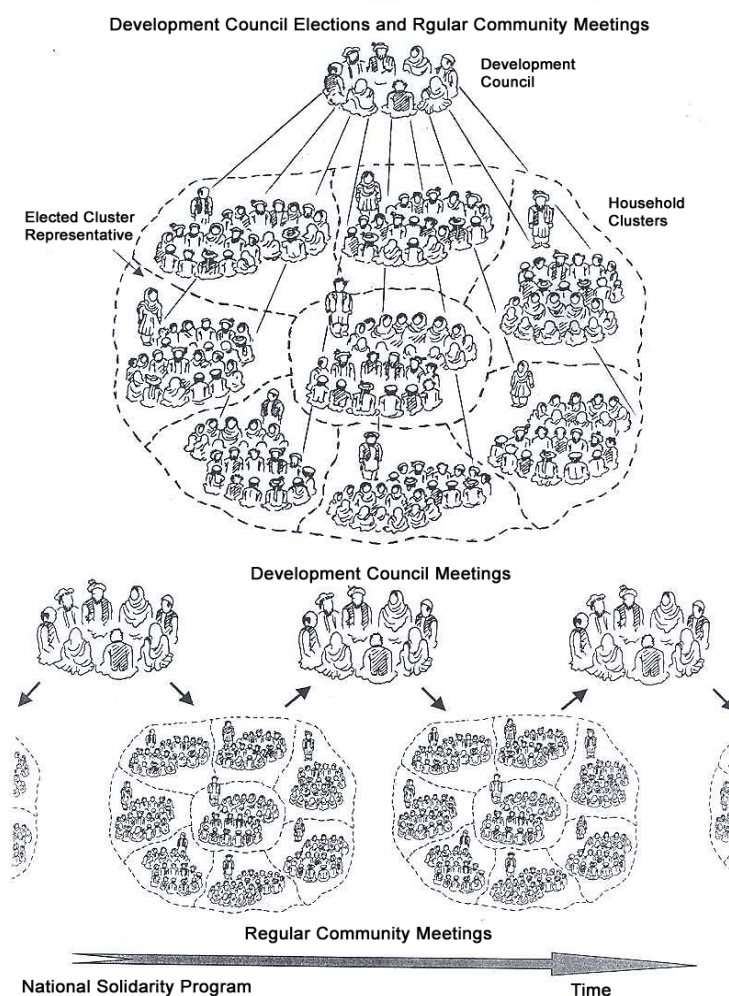 Development Council Elections and Rgular Community Meetings
Development
Council
Elected Cluster
Representative
Household
Clusters
Development Council Meetings
Regular Community Meetings
National Solidarity Program
Time